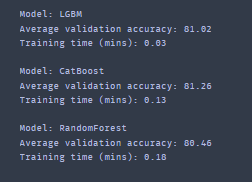 Model: LGBM
Average validation accuracy: 81.02
Training time (mins): 0.03
Model: CatBoost
Average validation accuracy: 81.26
Training time (mins): 0.13
Model: RandomForest
Average validation accuracy: 80.46
Training time (mins): 0.18